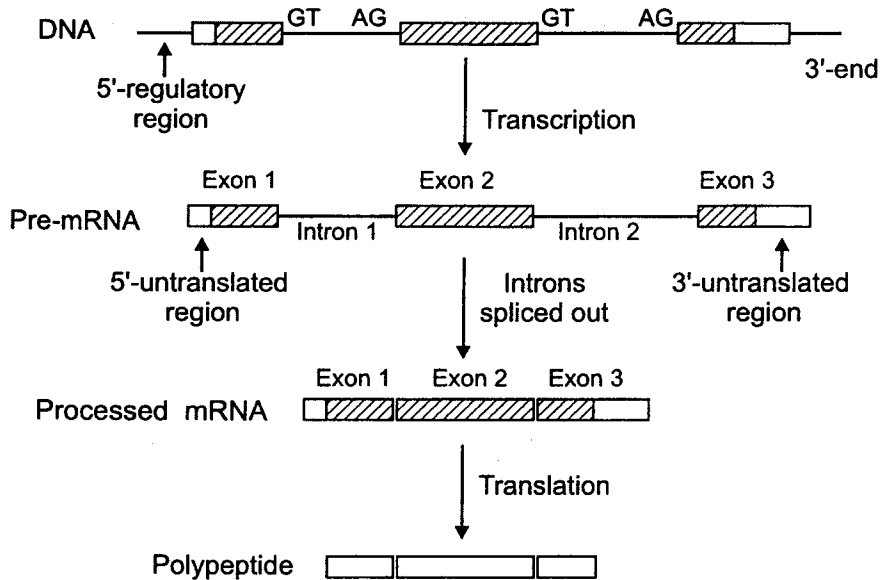 GT AG GT AG
DNA
3'-end
5'-regulatory
region
Transcription
Exon 1 Exon 2 Exon 3
Pre-mRNA
Intron 1 Intron 2
5'-untranslated
region
Introns
spliced out
3'-untranslated
region
Exon 1 Exon 2 Exon 3
Processed mRNA
Translation
Polypeptide